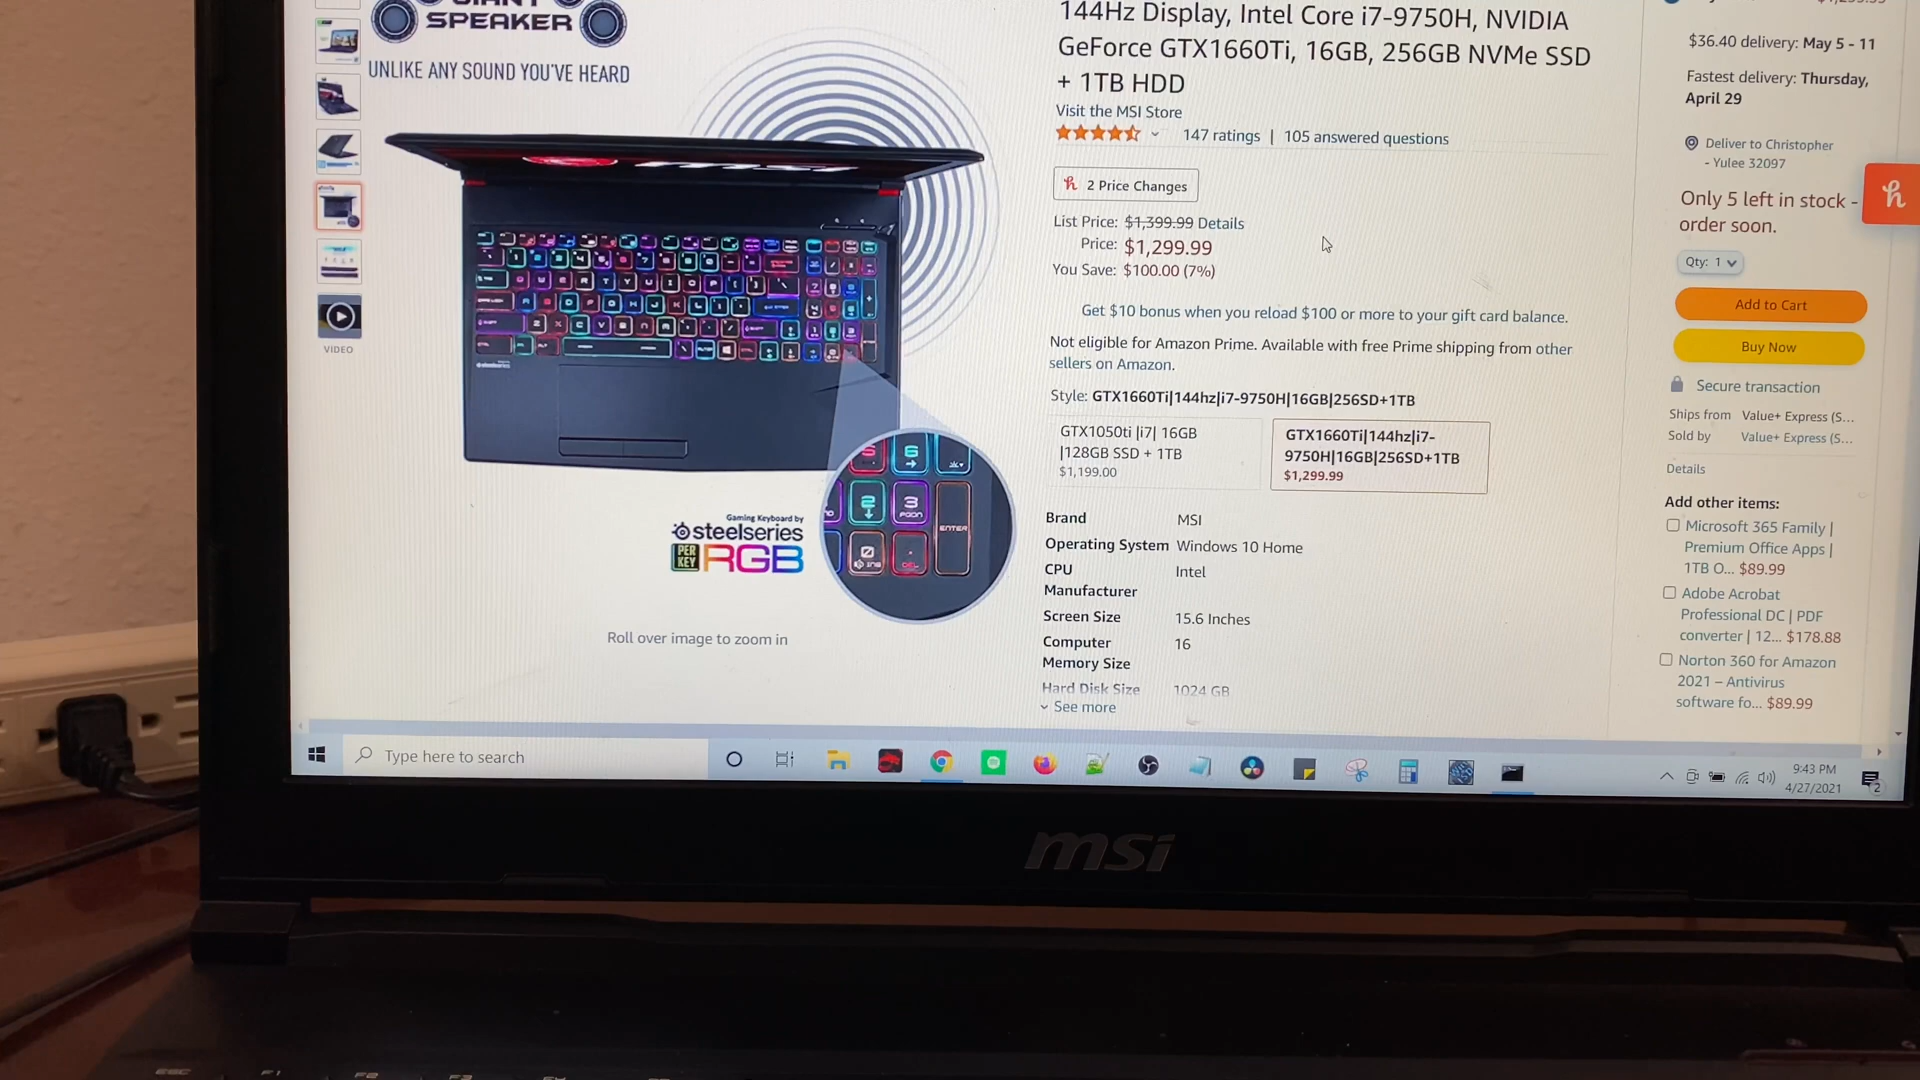 SPEAKER
UNLIKE ANY SOUND YOU'VE HEARD
Gaming Keyboard by
steelseries
PER KEY RGB
ENTER
Roll over image to zoom in
VIDEO
144Hz Display, Intel Core i7-9750H, NVIDIA
GeForce GTX1660Ti, 16GB, 256GB NVMe SSD
+ 1TB HDD
Visit the MSI Store
147 ratings | 105 answered questions
2 Price Changes
List Price: $1,399.99 Details
Price: $1,299.99
You Save: $100.00 (7%)
Get $10 bonus when you reload $100 or more to your gift card balance.
Not eligible for Amazon Prime. Available with free Prime shipping from other
sellers on Amazon.
Style: GTX1660Ti|144hz|i7-9750H|16GB|256SD+1TB
GTX1050ti |i7| 16GB
|128GB SSD + 1TB
$1,199.00
GTX1660Ti|144hz|i7-
9750H|16GB|256SD+1TB
$1,299.99
Brand MSI
Operating System Windows 10 Home
CPU Intel
Manufacturer
Screen Size 15.6 Inches
Computer 16
Memory Size
Hard Disk Size 1024 GB
See more
$36.40 delivery: May 5 - 11
Fastest delivery: Thursday,
April 29
Deliver to Christopher
- Yulee 32097
Only 5 left in stock -
order soon.
Qty: 1
Add to Cart
Buy Now
Secure transaction
Ships from Value+ Express (S...
Sold by Value+ Express (S...
Details
Add other items:
Microsoft 365 Family |
Premium Office Apps |
1TB O... $89.99
Adobe Acrobat
Professional DC | PDF
converter | 12... $178.88
Norton 360 for Amazon
2021 – Antivirus
software fo... $89.99
Type here to search
9:43 PM
4/27/2021
2
msi
ESC F1 F2 F3